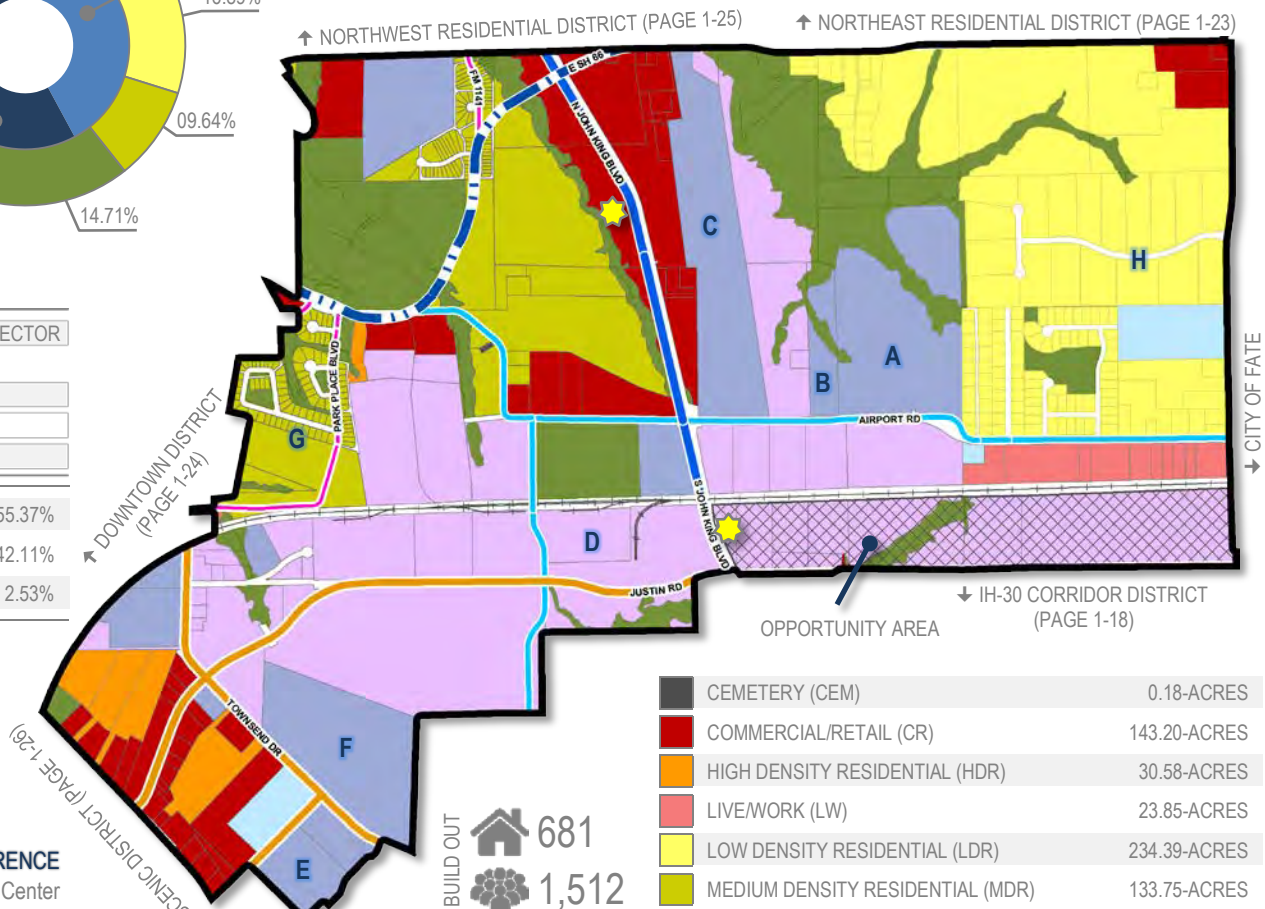 ↑ NORTHWEST RESIDENTIAL DISTRICT (PAGE 1-25)
↑ NORTHEAST RESIDENTIAL DISTRICT (PAGE 1-23)
09.64%
14.71%
E SH 66
FM 1141
N JOHN KING BLVD
C
H
A
B
ECTOR
PARK PLACE BLVD
G
AIRPORT RD
← CITY OF FATE
↖ DOWNTOWN DISTRICT
(PAGE 1-24)
55.37%
42.11%
2.53%
D
S JOHN KING BLVD
JUSTIN RD
OPPORTUNITY AREA
↓ IH-30 CORRIDOR DISTRICT
(PAGE 1-18)
TOWNSEND DR
F
E
SCENIC DISTRICT (PAGE 1-26)
RENCE
Center
BUILD OUT
681
1,512
CEMETERY (CEM) 0.18-ACRES
COMMERCIAL/RETAIL (CR) 143.20-ACRES
HIGH DENSITY RESIDENTIAL (HDR) 30.58-ACRES
LIVE/WORK (LW) 23.85-ACRES
LOW DENSITY RESIDENTIAL (LDR) 234.39-ACRES
MEDIUM DENSITY RESIDENTIAL (MDR) 133.75-ACRES